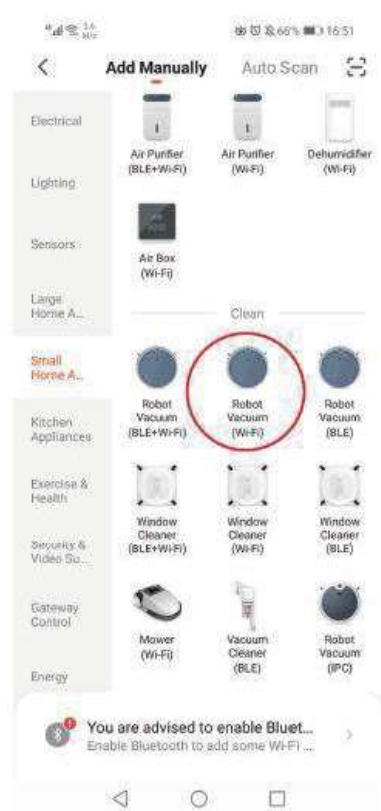 3.6
66% 16:51
Add Manually Auto Scan
Electrical
Lighting
Sensors
Large
Home A...
Small
Home A...
Kitchen
Appliances
Exercise &
Health
Security &
Video Su...
Gateway
Control
Energy
Air Purifier
(BLE+Wi-Fi)
Air Purifier
(Wi-Fi)
Dehumidifier
(Wi-Fi)
Air Box
(Wi-Fi)
Clean
Robot
Vacuum
(BLE+Wi-Fi)
Robot
Vacuum
(Wi-Fi)
Robot
Vacuum
(BLE)
Window
Cleaner
(BLE+Wi-Fi)
Window
Cleaner
(Wi-Fi)
Window
Cleaner
(BLE)
Mower
(Wi-Fi)
Vacuum
Cleaner
(BLE)
Robot
Vacuum
(IPC)
You are advised to enable Bluet...
Enable Bluetooth to add some Wi-Fi ...